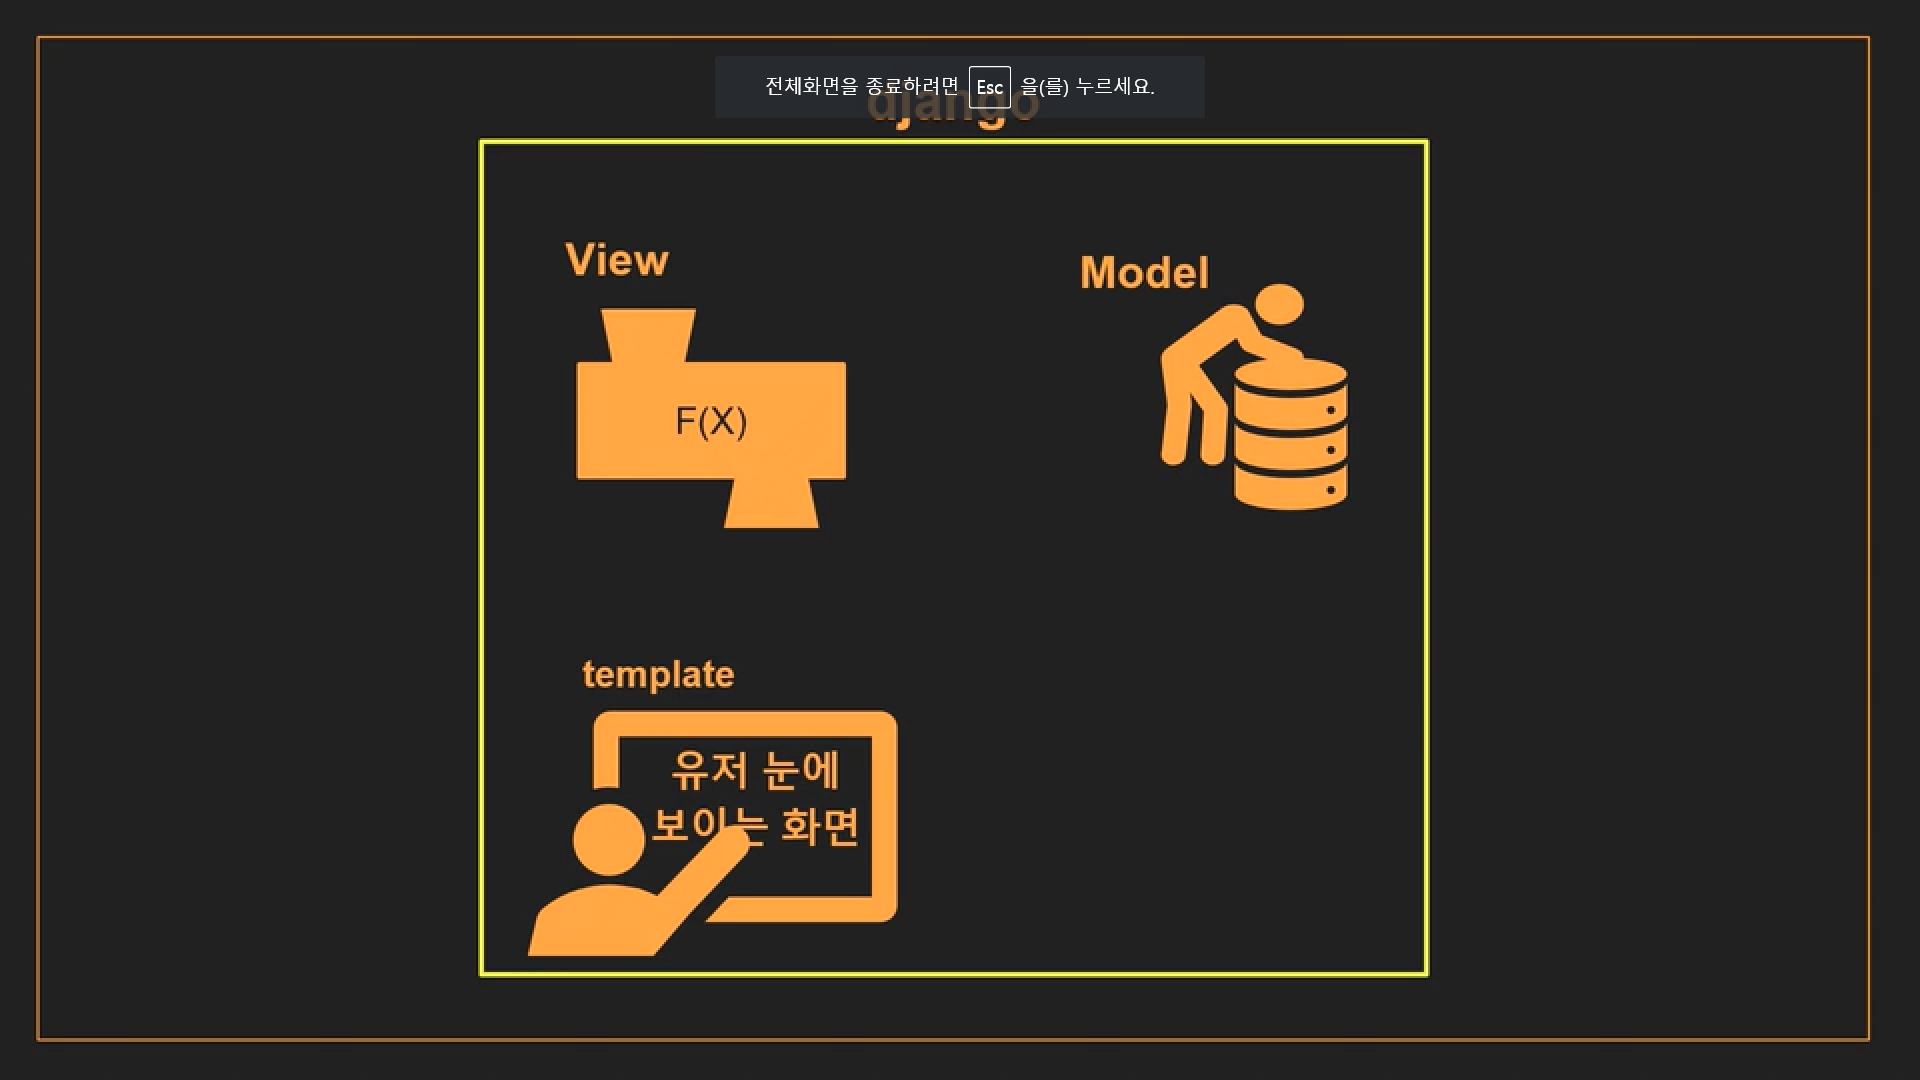 전체화면을 종료하려면 Esc 을(를) 누르세요.
django
View
Model
F(X)
template
유저 눈에
보이는 화면